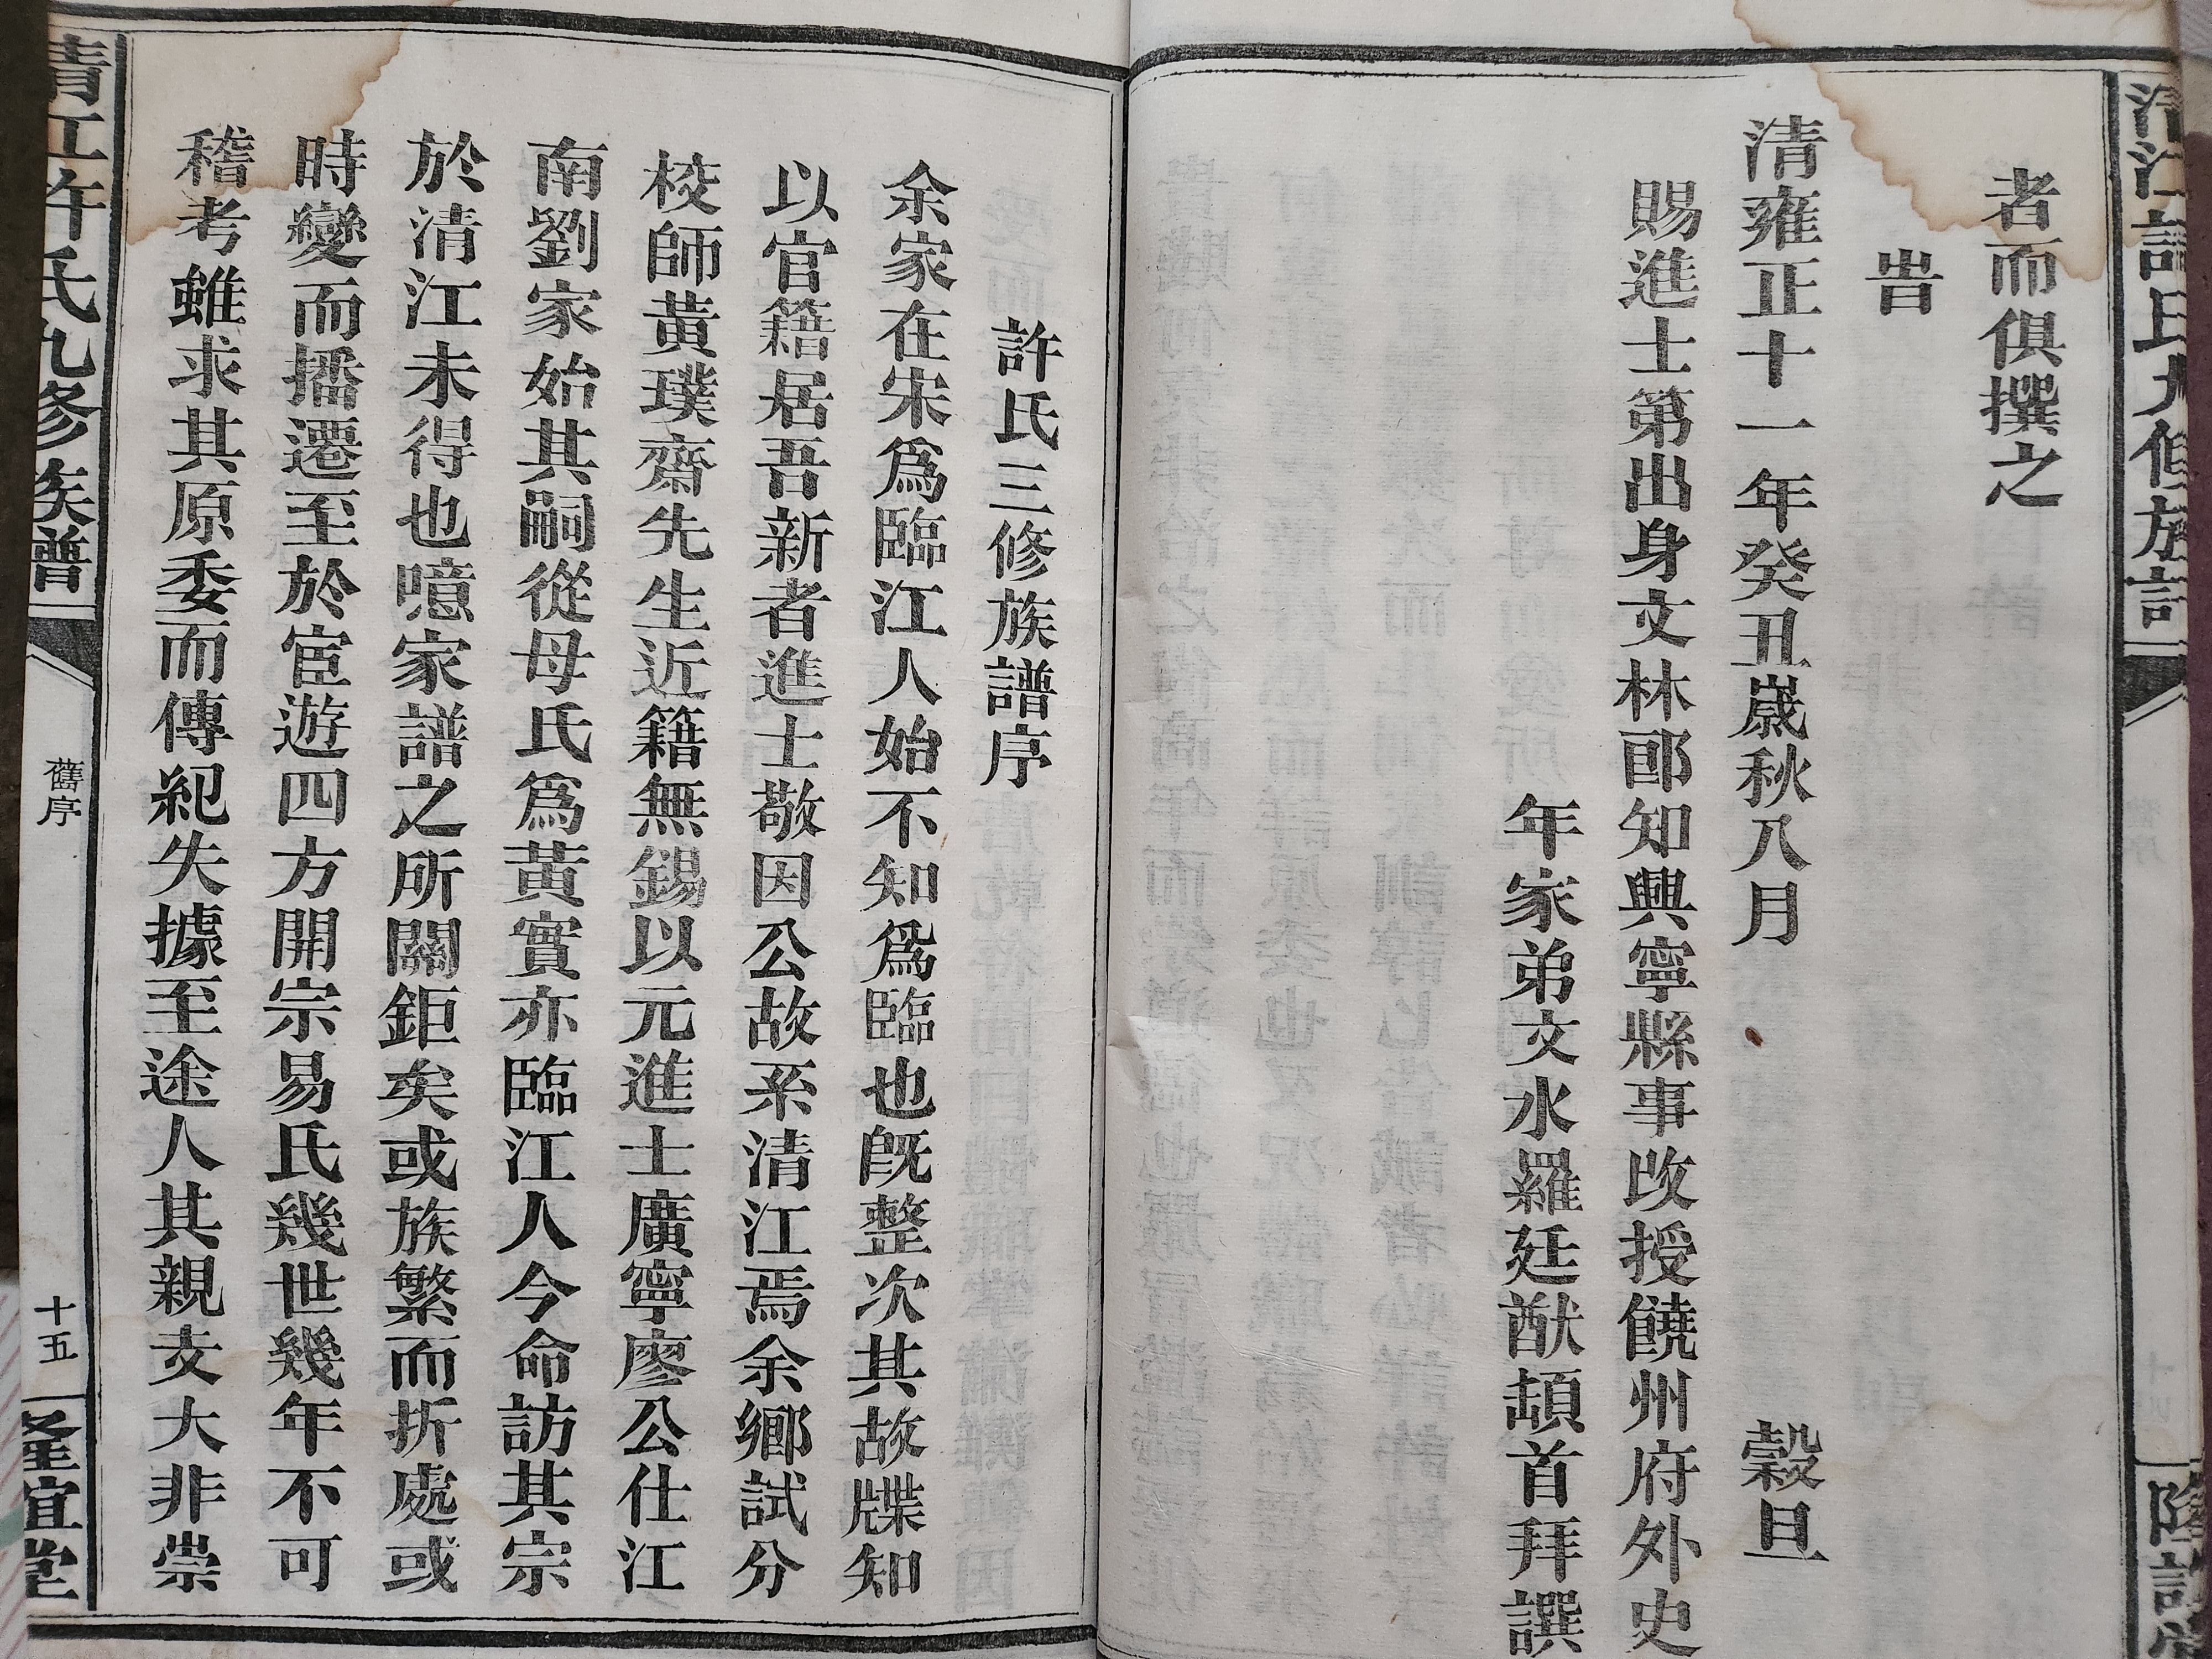 清江許氏九修族譜
者而俱撰之
旹
清雍正十一年癸丑歲秋八月 穀旦
賜進士第出身文林郎知興寧縣事改授饒州府外史
年家弟文水羅廷猷頓首拜譔
許氏三修族譜序
余家在宋爲臨江人始不知爲臨也旣整次其故牒知
以官籍居吾新者進士敬因公故系清江焉余鄉試分
校師黃璞齋先生近籍無錫以元進士廣寧廖公仕江
南劉家始其嗣從母氏爲黃實亦臨江人今命訪其宗
於清江未得也噫家譜之所關鉅矣或族繁而折處或
時變而播遷至於宦遊四方開宗易氏幾世幾年不可
稽考雖求其原委而傳紀失據至途人其親支大非崇
清江許氏九修族譜
舊序
十五
隆誼堂